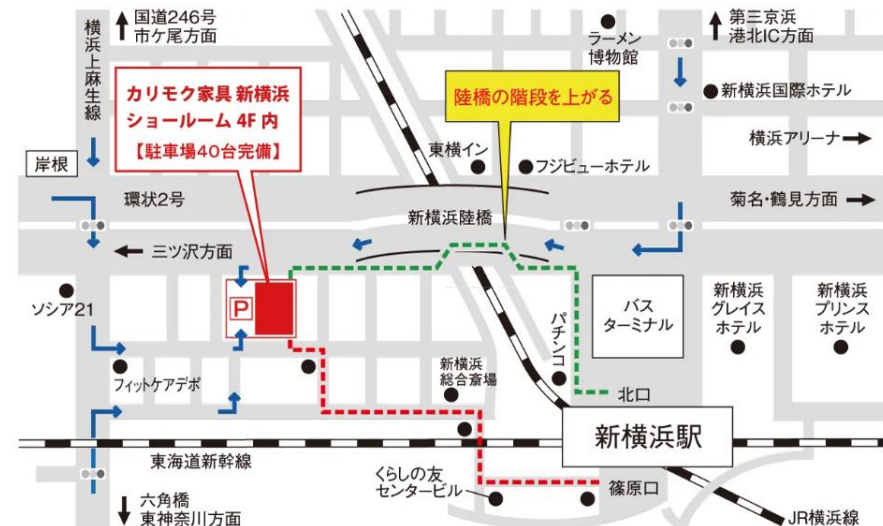 国道246号
市ケ尾方面
横浜上麻生線
ラーメン
博物館
第三京浜
港北IC方面
カリモク家具 新横浜
ショールーム 4F 内
【駐車場40台完備】
陸橋の階段を上がる
新横浜国際ホテル
横浜アリーナ
岸根
東横イン
フジビューホテル
環状2号
新横浜陸橋
菊名・鶴見方面
三ツ沢方面
P
ソシア21
バス
ターミナル
新横浜
グレイス
ホテル
新横浜
プリンス
ホテル
パチンコ
フィットケアデポ
新横浜
総合斎場
北口
新横浜駅
東海道新幹線
くらしの友
センタービル
篠原口
六角橋
東神奈川方面
JR横浜線